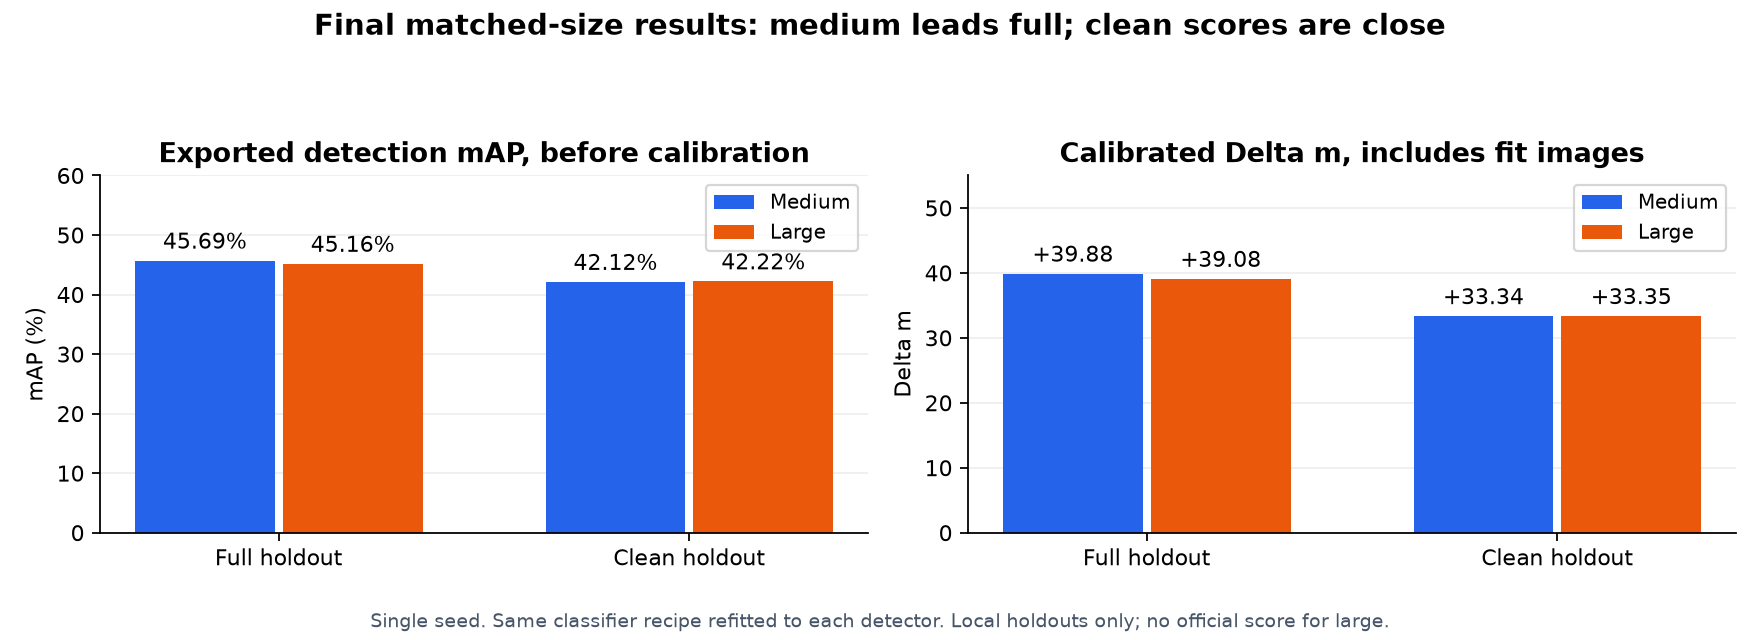 Final matched-size results: medium leads full; clean scores are close
Exported detection mAP, before calibration
60
50
40
30
20
10
0
mAP (%)
45.69%
45.16%
42.12%
42.22%
Medium
Large
Full holdout
Clean holdout
Calibrated Delta m, includes fit images
50
40
30
20
10
0
Delta m
+39.88
+39.08
+33.34
+33.35
Medium
Large
Full holdout
Clean holdout
Single seed. Same classifier recipe refitted to each detector. Local holdouts only; no official score for large.